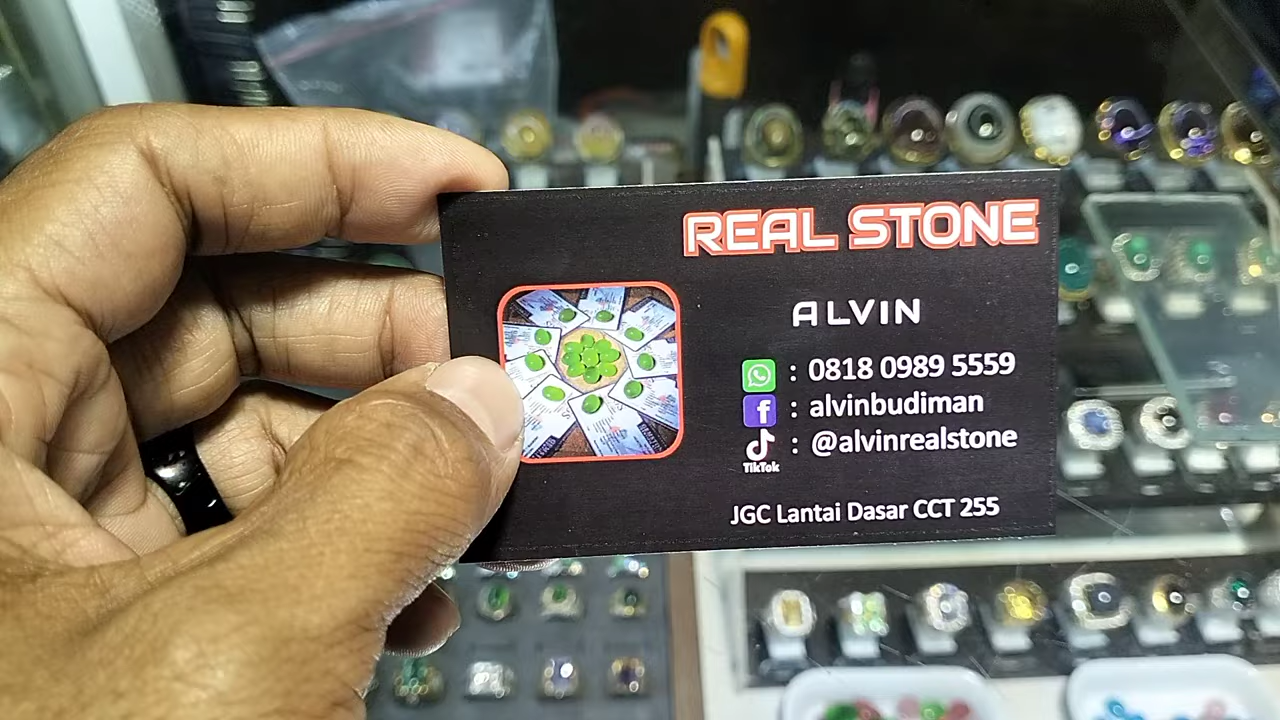 REAL STONE
ALVIN
: 0818 0989 5559
: alvinbudiman
: @alvinrealstone
TikTok
JGC Lantai Dasar CCT 255